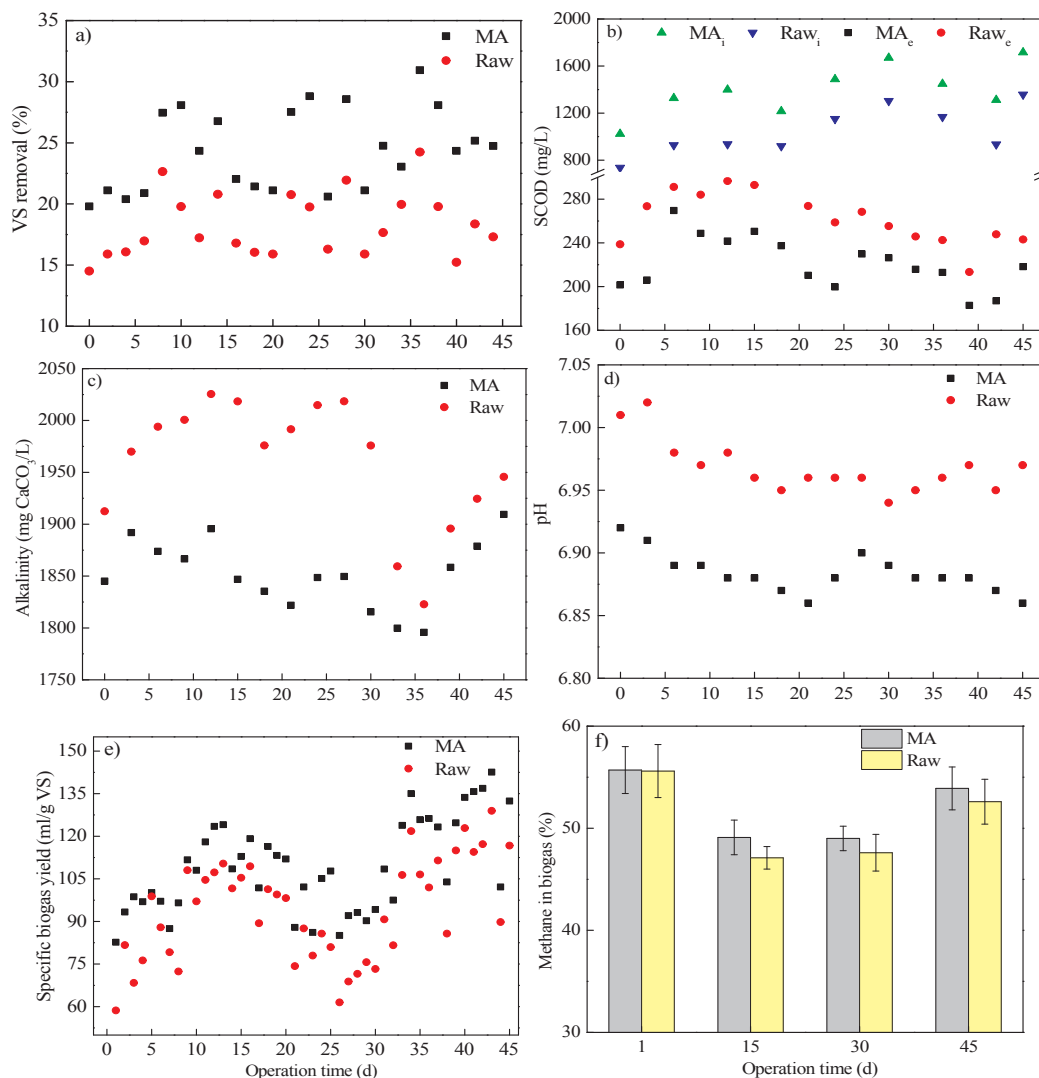 a)
MA
Raw
VS removal (%)
35
30
25
20
15
10
0 5 10 15 20 25 30 35 40 45
b)
MAi Rawi MAe Rawe
SCOD (mg/L)
2000
1600
1200
800
280
240
200
160
0 5 10 15 20 25 30 35 40 45
c)
MA
Raw
Alkalinity (mg CaCO3/L)
2050
2000
1950
1900
1850
1800
1750
0 5 10 15 20 25 30 35 40 45
d)
MA
Raw
pH
7.05
7.00
6.95
6.90
6.85
6.80
0 5 10 15 20 25 30 35 40 45
e)
MA
Raw
Specific biogas yield (ml/g VS)
150
135
120
105
90
75
60
0 5 10 15 20 25 30 35 40 45
Operation time (d)
f)
MA
Raw
Methane in biogas (%)
60
50
40
30
1 15 30 45
Operation time (d)